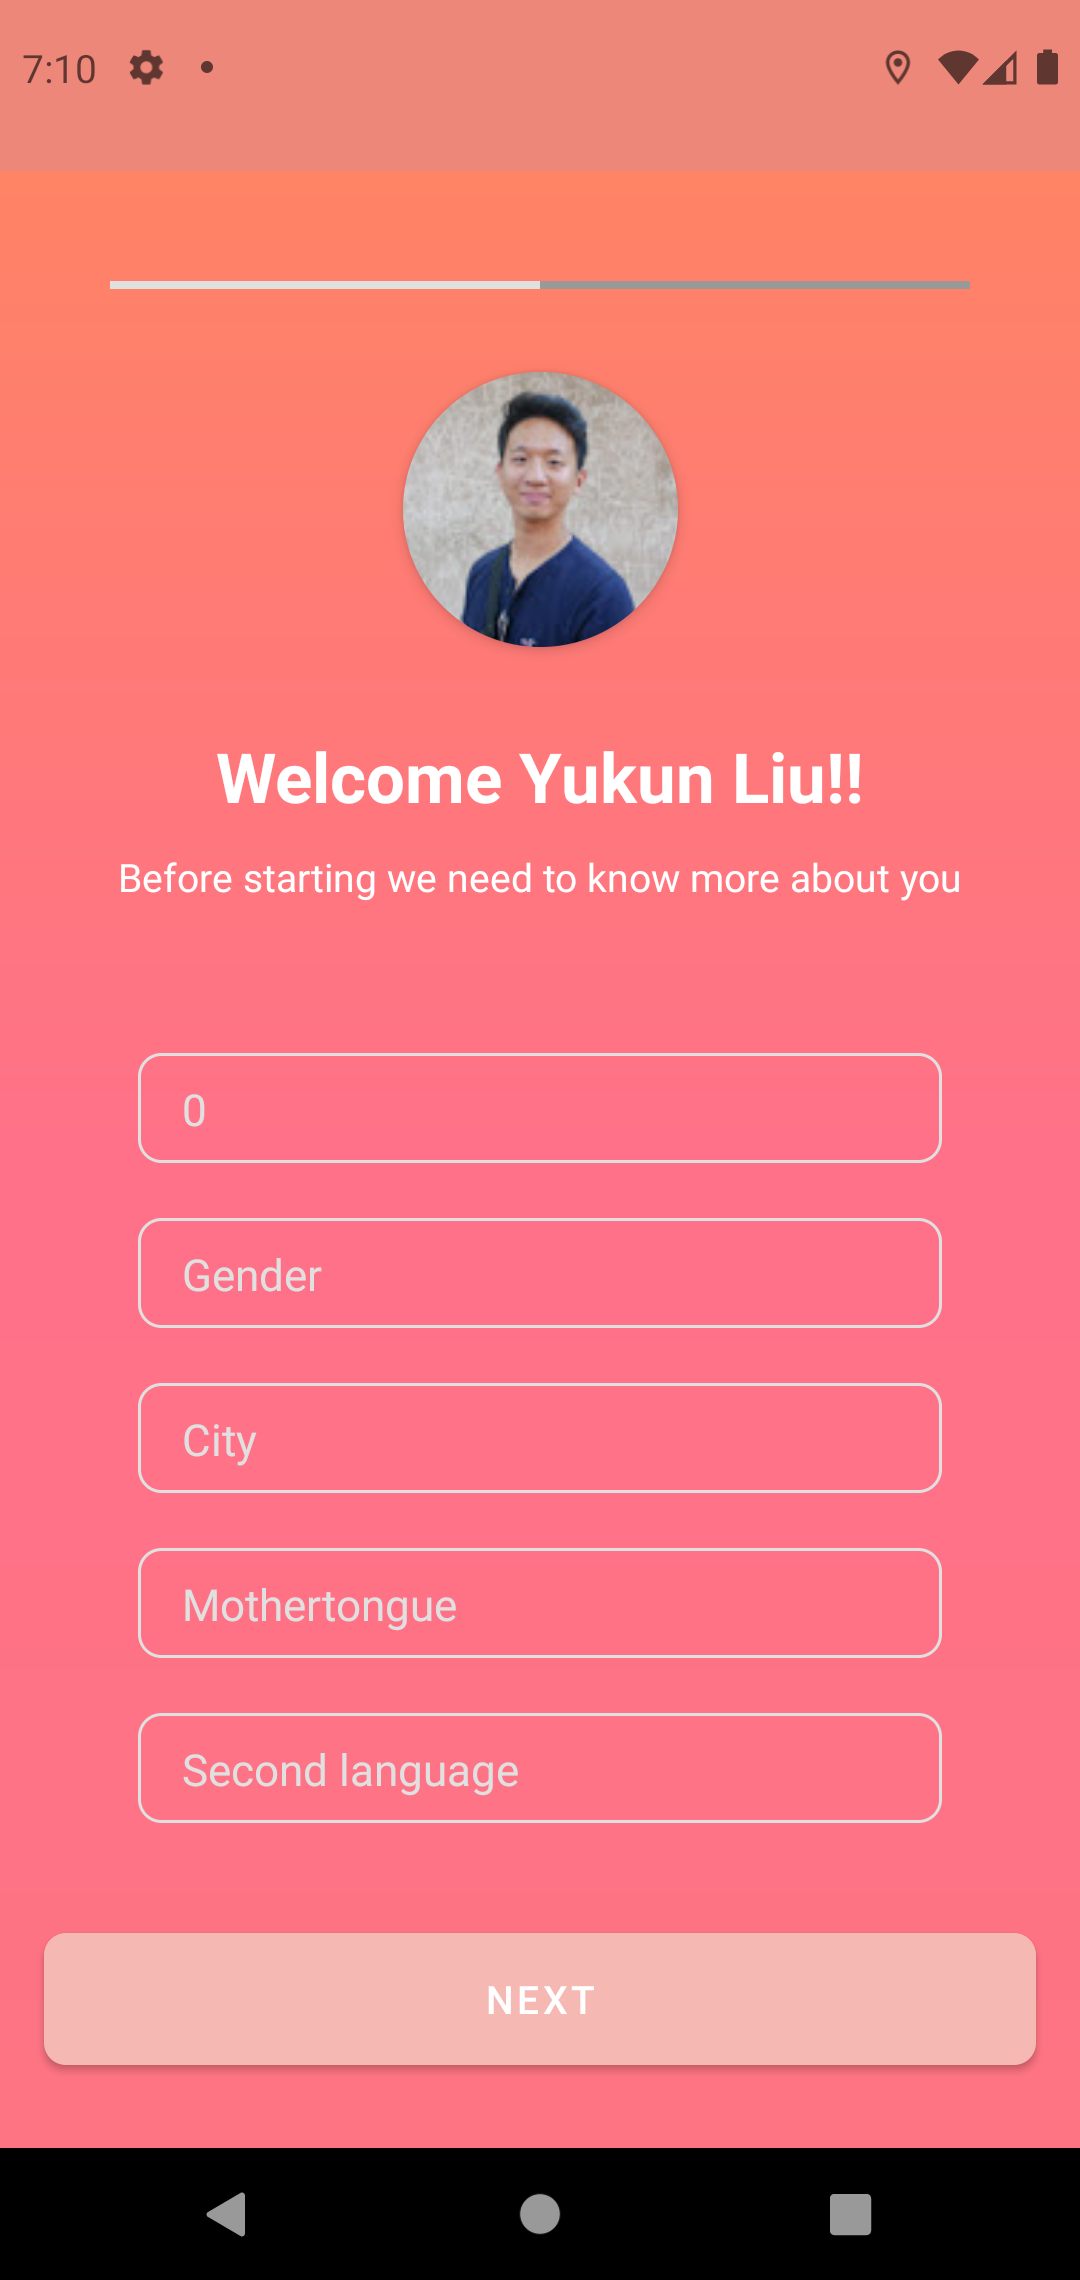 7:10
Welcome Yukun Liu!!
Before starting we need to know more about you
0
Gender
City
Mothertongue
Second language
NEXT